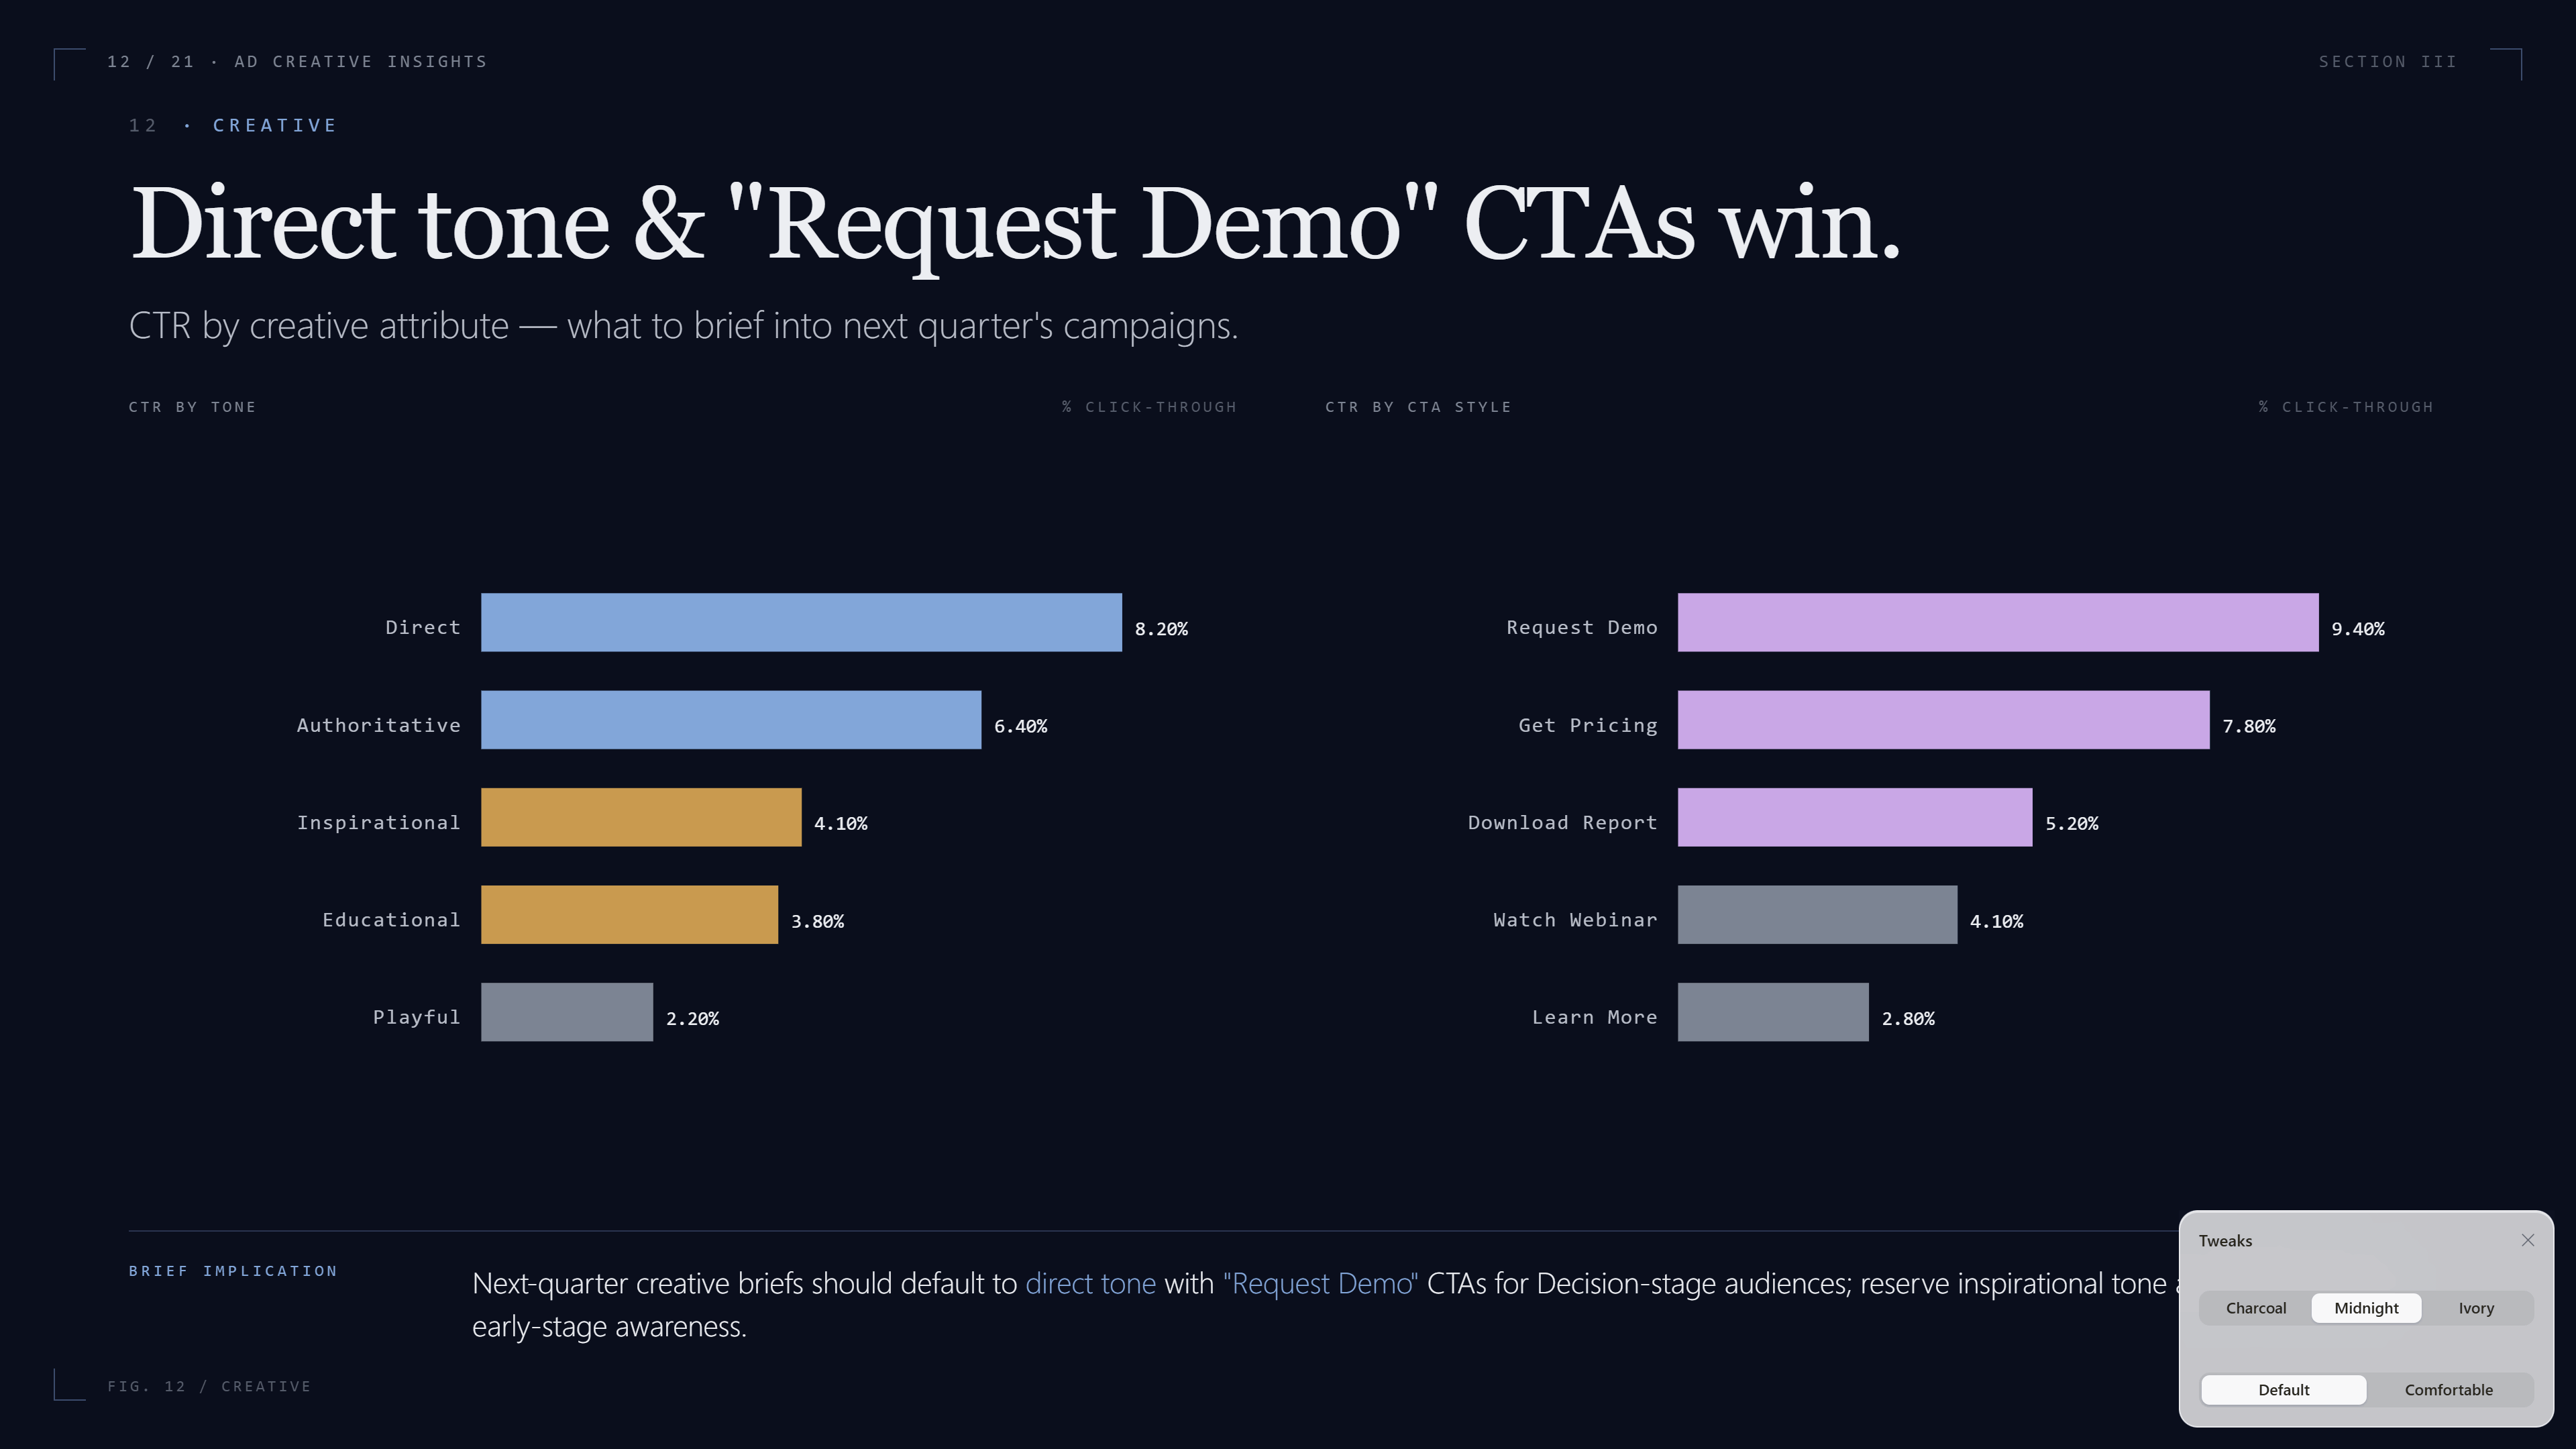 12 / 21 · AD CREATIVE INSIGHTS
SECTION III
12 · CREATIVE
Direct tone & "Request Demo" CTAs win.
CTR by creative attribute — what to brief into next quarter's campaigns.
CTR BY TONE
% CLICK-THROUGH
Direct 8.20%
Authoritative 6.40%
Inspirational 4.10%
Educational 3.80%
Playful 2.20%
CTR BY CTA STYLE
% CLICK-THROUGH
Request Demo 9.40%
Get Pricing 7.80%
Download Report 5.20%
Watch Webinar 4.10%
Learn More 2.80%
BRIEF IMPLICATION
Next-quarter creative briefs should default to direct tone with "Request Demo" CTAs for Decision-stage audiences; reserve inspirational tone
early-stage awareness.
FIG. 12 / CREATIVE
Tweaks
Charcoal Midnight Ivory
Default Comfortable